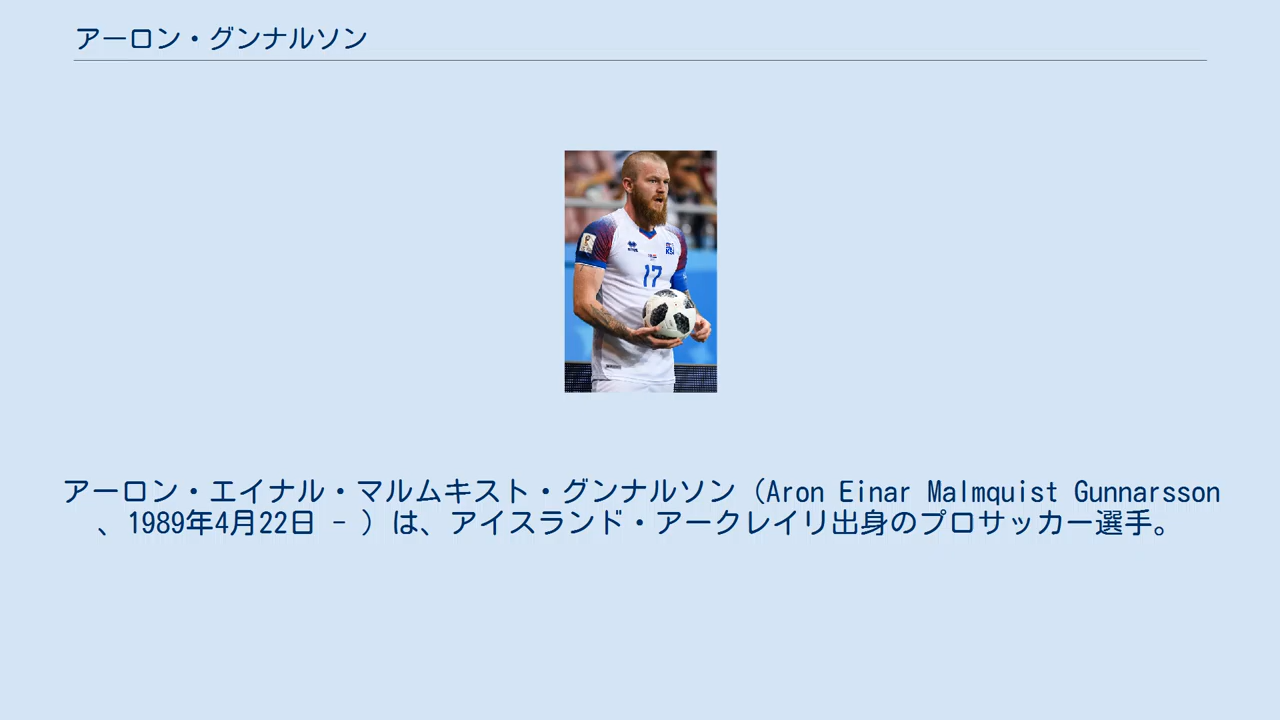 アーロン・グンナルソン
17
アーロン・エイナル・マルムキスト・グンナルソン（Aron Einar Malmquist Gunnarsson
、1989年4月22日 - ）は、アイスランド・アークレイリ出身のプロサッカー選手。